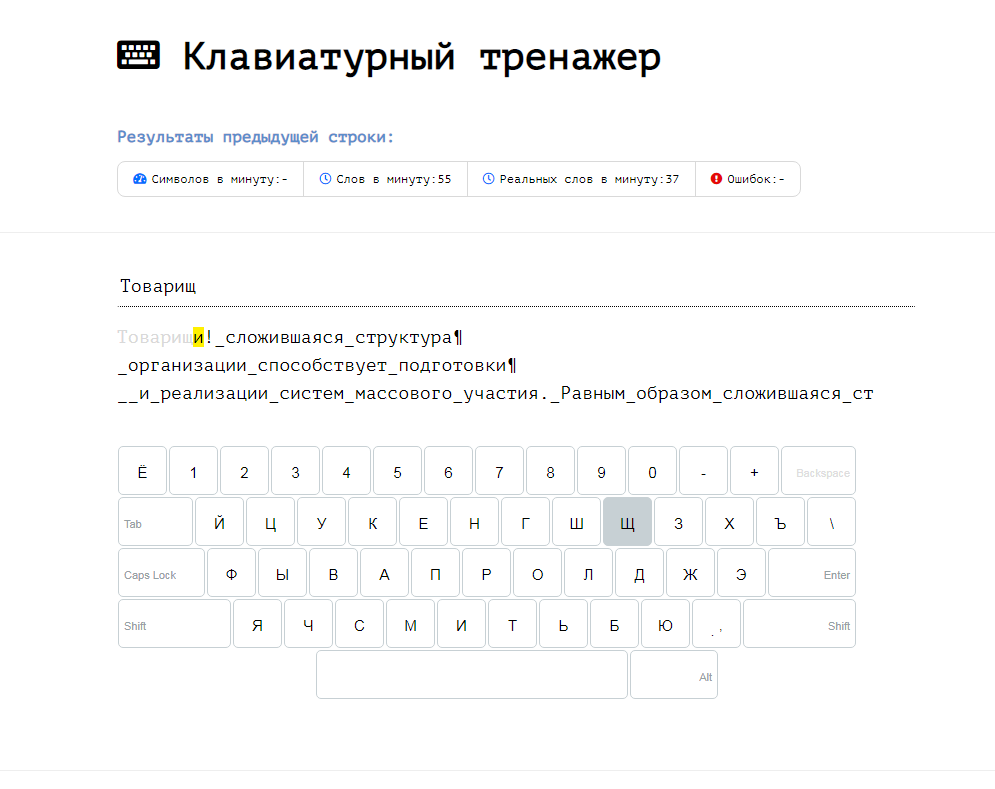 Клавиатурный тренажер
Результаты предыдущей строки:
Символов в минуту:- Слов в минуту:55 Реальных слов в минуту:37 Ошибок:-
Товарищ
Товарищи!_сложившаяся_структура¶
_организации_способствует_подготовки¶
__и_реализации_систем_массового_участия._Равным_образом_сложившаяся_ст
Ё 1 2 3 4 5 6 7 8 9 0 - + Backspace
Tab Й Ц У К Е Н Г Ш Щ З Х Ъ \
Caps Lock Ф Ы В А П Р О Л Д Ж Э Enter
Shift Я Ч С М И Т Ь Б Ю . , Shift
Alt